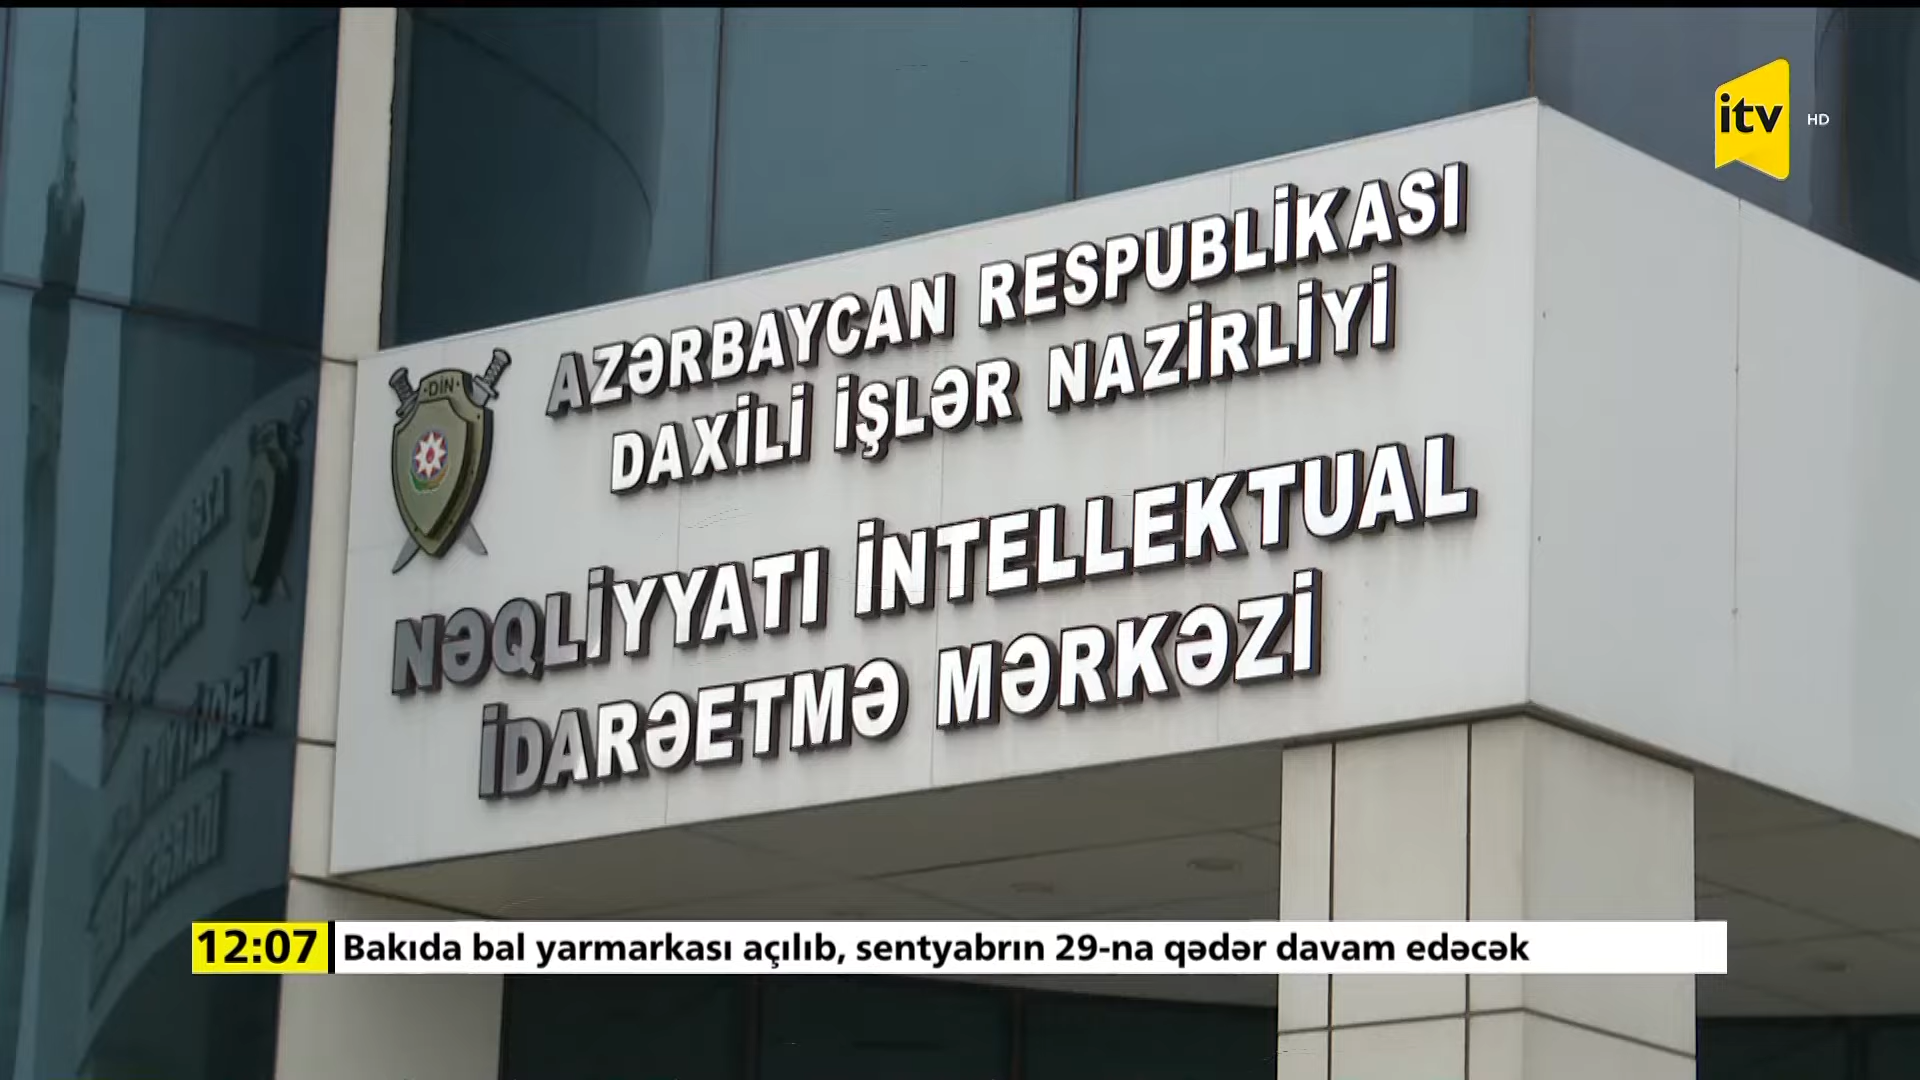 itv HD
AZƏRBAYCAN RESPUBLİKASI
DAXİLİ İŞLƏR NAZİRLİYİ
DİN
NƏQLİYYATI İNTELLEKTUAL
İDARƏETMƏ MƏRKƏZİ
12:07 Bakıda bal yarmarkası açılıb, sentyabrın 29-na qədər davam edəcək